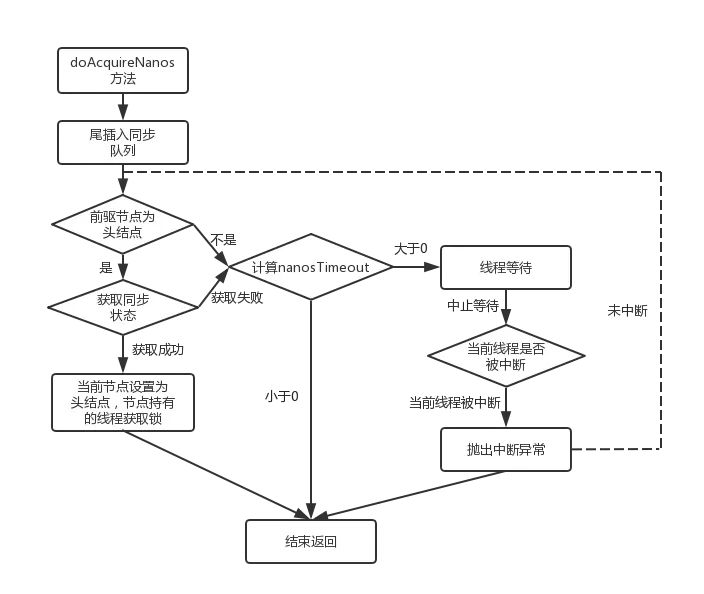 doAcquireNanos
方法
尾插入同步
队列
前驱节点为
头结点
不是
是
计算nanosTimeout
大于0
线程等待
获取同步
状态
获取失败
中止等待
未中断
获取成功
当前线程是否
被中断
当前节点设置为
头结点，节点持有
的线程获取锁
小于0
当前线程被中断
抛出中断异常
结束返回